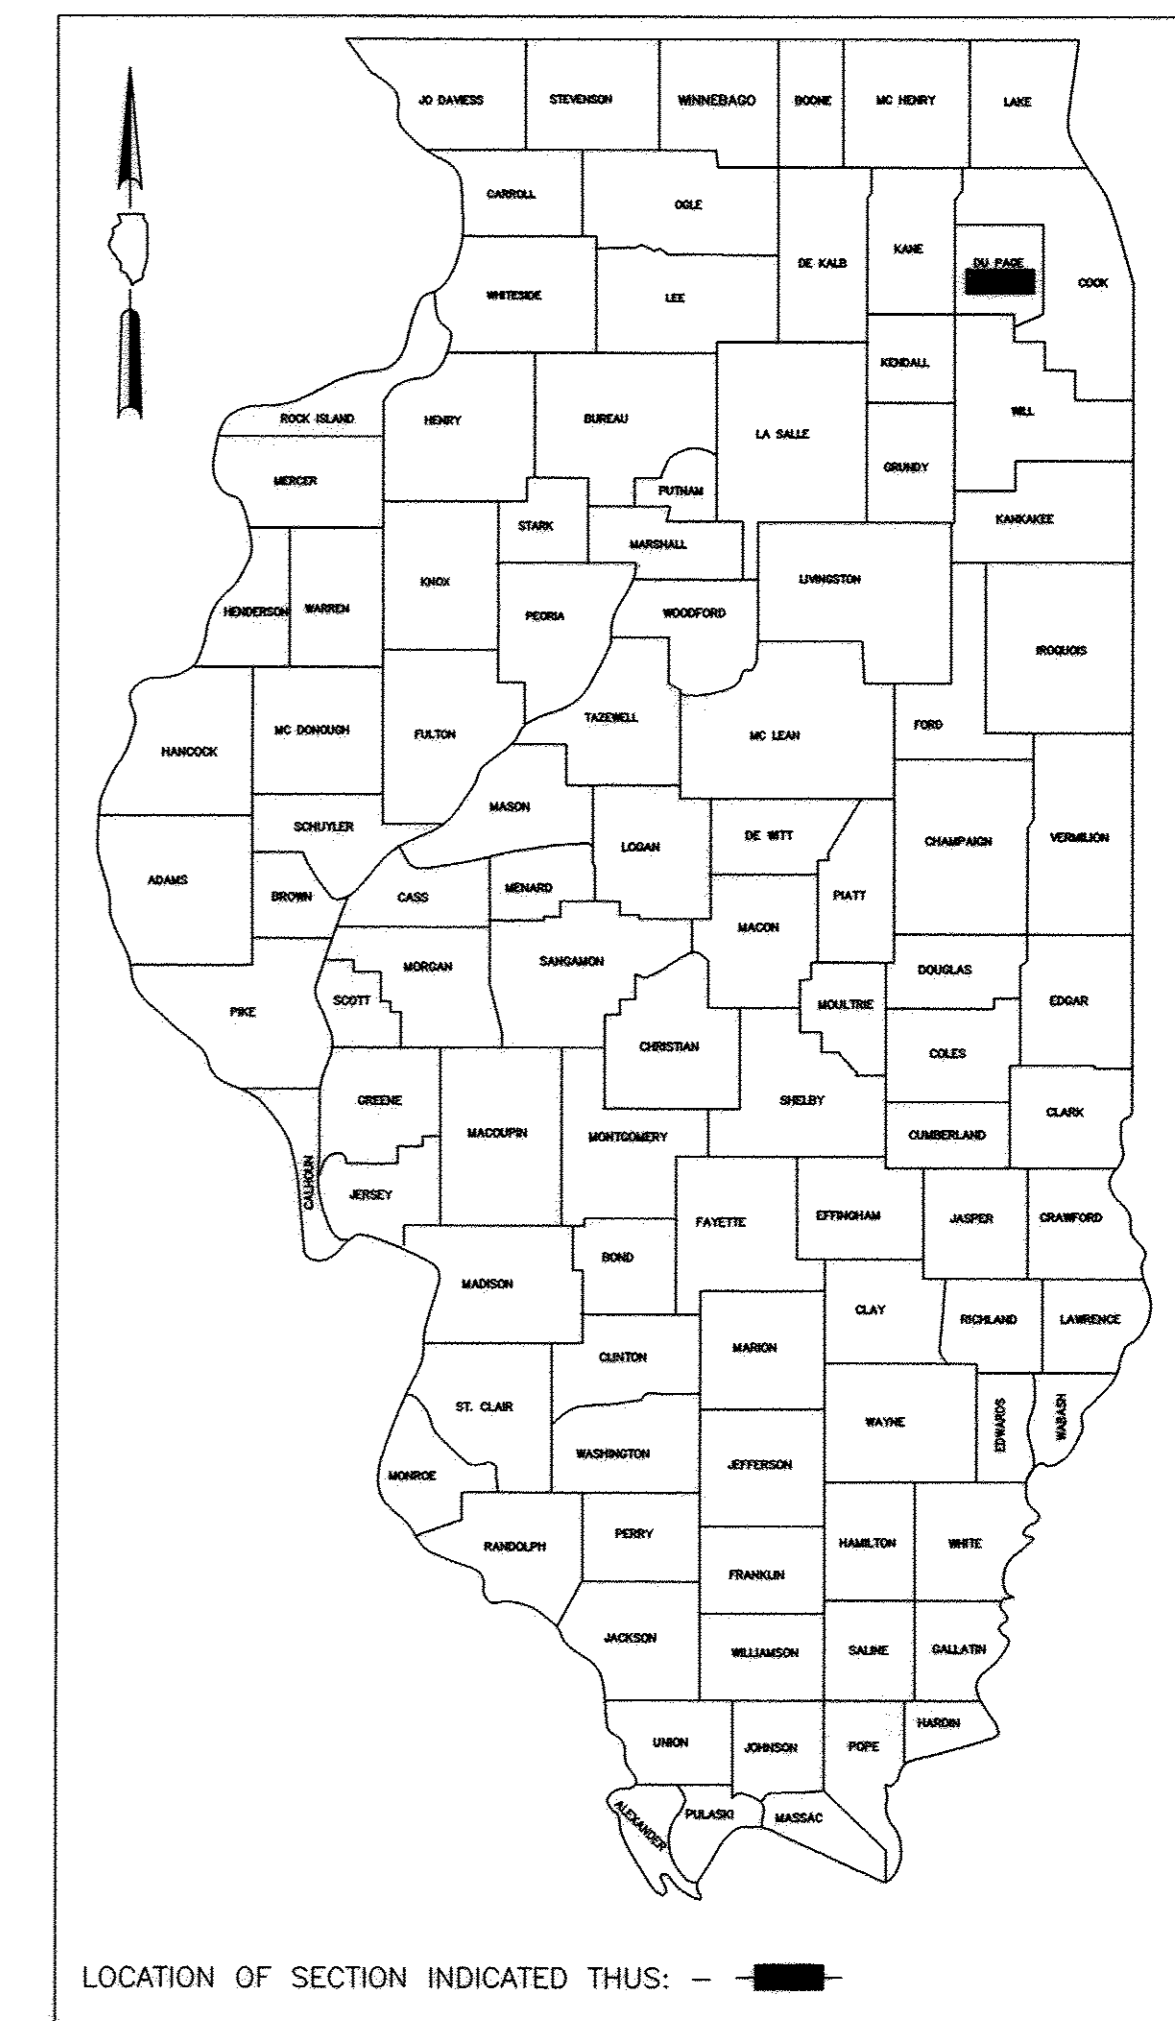 JO DAVIESS
STEVENSON
WINNEBAGO
BOONE
MC HENRY
LAKE
CARROLL
OGLE
DE KALB
KANE
DU PAGE
COOK
WHITESIDE
LEE
KENDALL
ROCK ISLAND
HENRY
BUREAU
LA SALLE
WILL
MERCER
GRUNDY
PUTNAM
STARK
KANKAKEE
MARSHALL
KNOX
LIVINGSTON
HENDERSON
WARREN
PEORIA
WOODFORD
IROQUOIS
HANCOCK
MC DONOUGH
FULTON
TAZEWELL
MC LEAN
FORD
MASON
SCHUYLER
LOGAN
DE WITT
CHAMPAIGN
VERMILION
ADAMS
BROWN
CASS
MENARD
PIATT
MACON
MORGAN
SANGAMON
DOUGLAS
SCOTT
PIKE
MOULTRIE
EDGAR
CHRISTIAN
COLES
GREENE
SHELBY
CLARK
MACOUPIN
MONTGOMERY
CUMBERLAND
CALHOUN
JERSEY
FAYETTE
EFFINGHAM
JASPER
CRAWFORD
BOND
MADISON
CLAY
RICHLAND
LAWRENCE
CLINTON
MARION
ST. CLAIR
WAYNE
EDWARDS
WABASH
WASHINGTON
JEFFERSON
MONROE
RANDOLPH
PERRY
HAMILTON
WHITE
FRANKLIN
JACKSON
WILLIAMSON
SALINE
GALLATIN
UNION
JOHNSON
POPE
HARDIN
ALEXANDER
PULASKI
MASSAC
LOCATION OF SECTION INDICATED THUS: –